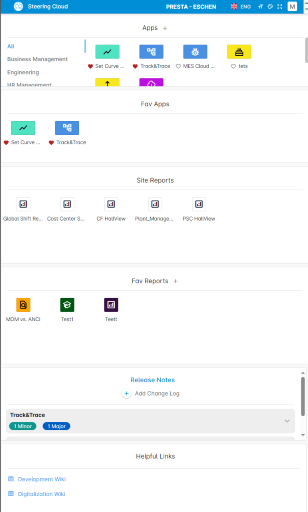 Steering Cloud
PRESTA - ESCHEN
ENG
M
Apps +
All
Business Management
Engineering
HR Management
Set Curve ...
Track&Trace
MES Cloud ...
tets
Fav Apps
Set Curve ...
Track&Trace
Site Reports
Global Shift Re...
Cost Center S...
CF HallView
Plant_Manage...
PSC HallView
Fav Reports +
MOM vs. ANCI
Test1
Teett
Release Notes
+ Add Change Log
Track&Trace
1 Minor
1 Major
Helpful Links
Development Wiki
Digitalization Wiki